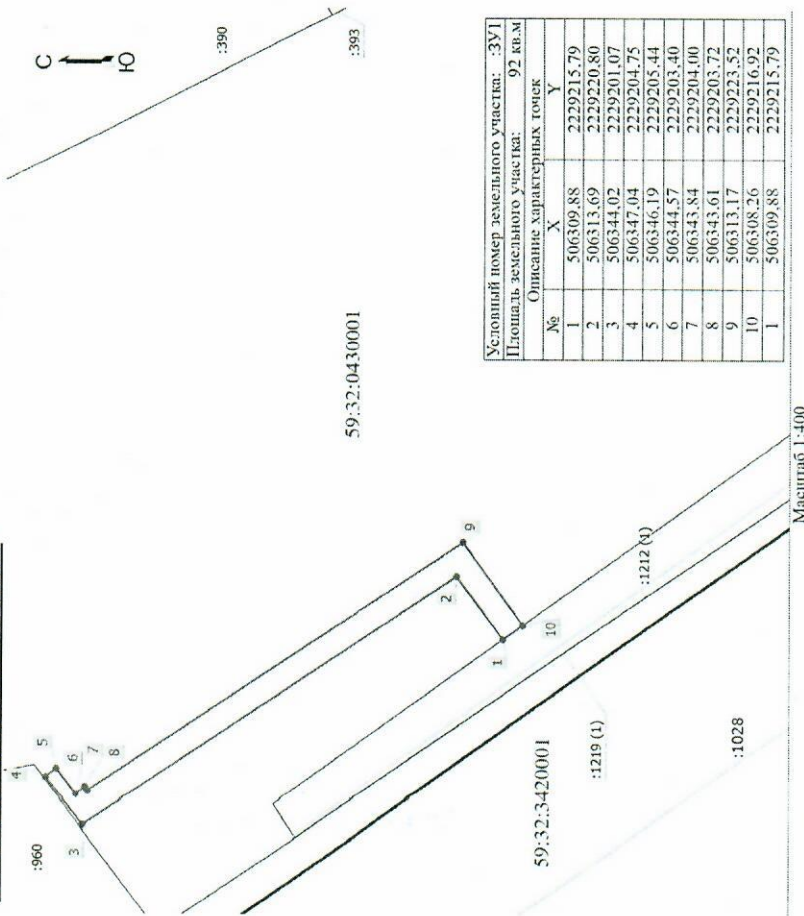 С
Ю
:390
:393
:960
4
5
6
7
8
3
59:32:0430001
2
9
1
10
:1212 (1)
59:32:3420001
:1219 (1)
:1028
Условный номер земельного участка: :ЗУ1
Площадь земельного участка: 92 кв.м
Описание характерных точек
№ X Y
1 506309,88 2229215,79
2 506313,69 2229220,80
3 506344,02 2229201,07
4 506347,04 2229204,75
5 506346,19 2229205,44
6 506344,57 2229203,40
7 506343,84 2229204,00
8 506343,61 2229203,72
9 506313,17 2229223,52
10 506308,26 2229216,92
1 506309,88 2229215,79
Масштаб 1:400